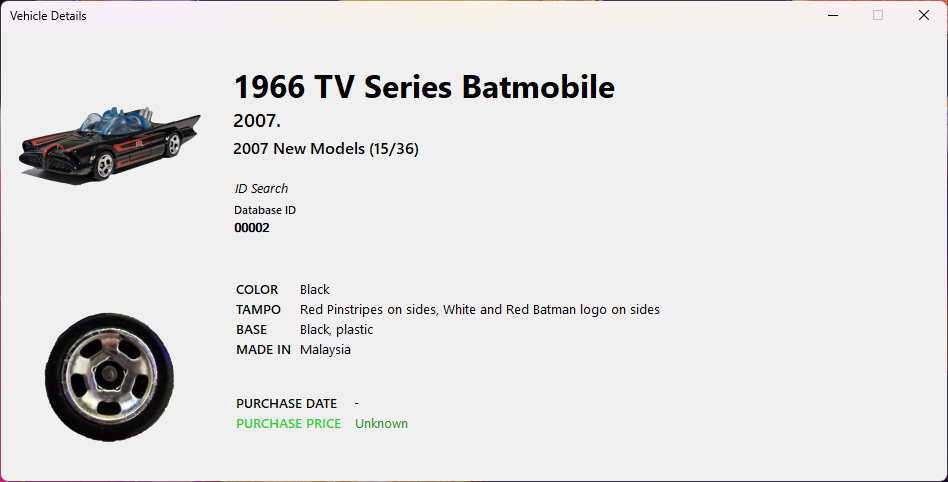 Vehicle Details
1966 TV Series Batmobile
2007.
2007 New Models (15/36)
ID Search
Database ID
00002
COLOR Black
TAMPO Red Pinstripes on sides, White and Red Batman logo on sides
BASE Black, plastic
MADE IN Malaysia
PURCHASE DATE -
PURCHASE PRICE Unknown